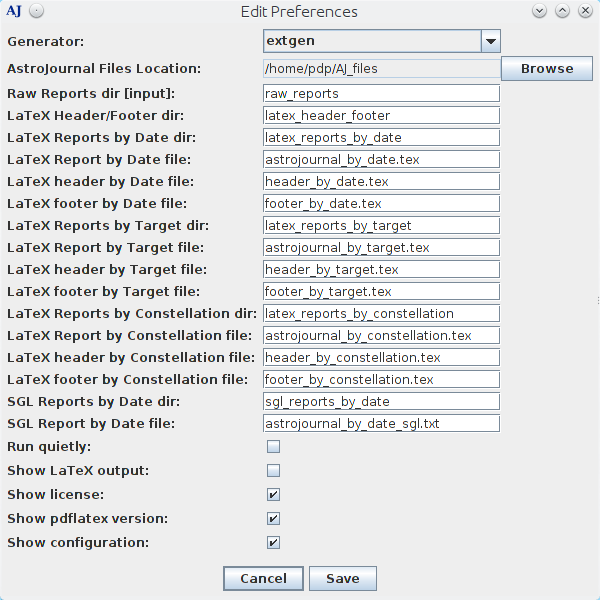 AJ Edit Preferences
Generator: extgen
AstroJournal Files Location: /home/pdp/AJ_files Browse
Raw Reports dir [input]: raw_reports
LaTeX Header/Footer dir: latex_header_footer
LaTeX Reports by Date dir: latex_reports_by_date
LaTeX Report by Date file: astrojournal_by_date.tex
LaTeX header by Date file: header_by_date.tex
LaTeX footer by Date file: footer_by_date.tex
LaTeX Reports by Target dir: latex_reports_by_target
LaTeX Report by Target file: astrojournal_by_target.tex
LaTeX header by Target file: header_by_target.tex
LaTeX footer by Target file: footer_by_target.tex
LaTeX Reports by Constellation dir: latex_reports_by_constellation
LaTeX Report by Constellation file: astrojournal_by_constellation.tex
LaTeX header by Constellation file: header_by_constellation.tex
LaTeX footer by Constellation file: footer_by_constellation.tex
SGL Reports by Date dir: sgl_reports_by_date
SGL Report by Date file: astrojournal_by_date_sgl.txt
Run quietly:
Show LaTeX output:
Show license:
Show pdflatex version:
Show configuration:
Cancel Save